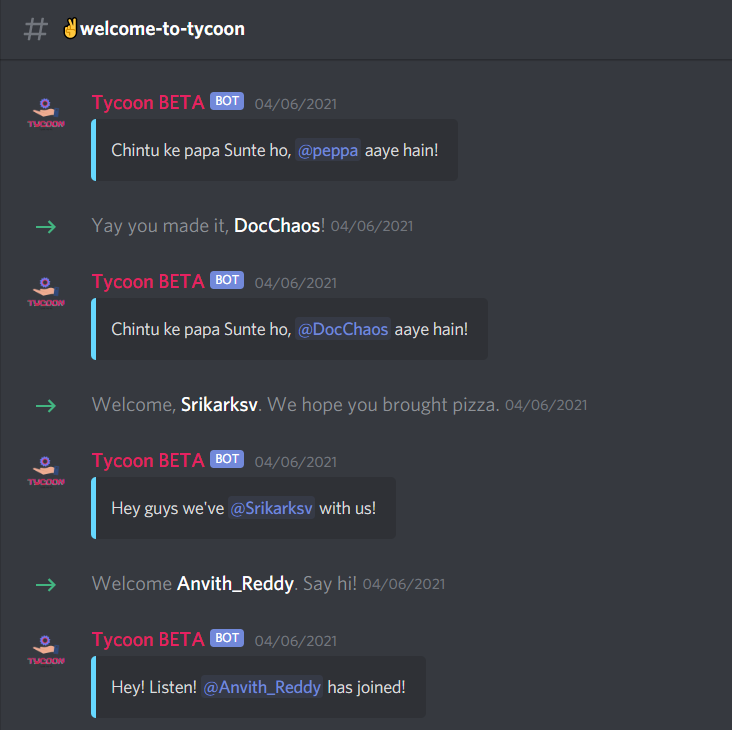 # ✌welcome-to-tycoon
Tycoon BETA BOT 04/06/2021
TYCOON
Chintu ke papa Sunte ho, @peppa aaye hain!
Yay you made it, DocChaos! 04/06/2021
Tycoon BETA BOT 04/06/2021
TYCOON
Chintu ke papa Sunte ho, @DocChaos aaye hain!
Welcome, Srikarksv. We hope you brought pizza. 04/06/2021
Tycoon BETA BOT 04/06/2021
TYCOON
Hey guys we've @Srikarksv with us!
Welcome Anvith_Reddy. Say hi! 04/06/2021
Tycoon BETA BOT 04/06/2021
TYCOON
Hey! Listen! @Anvith_Reddy has joined!